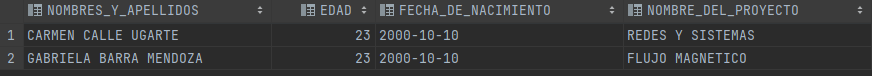 NOMBRES_Y_APELLIDOS EDAD FECHA_DE_NACIMIENTO NOMBRE_DEL_PROYECTO
1 CARMEN CALLE UGARTE 23 2000-10-10 REDES Y SISTEMAS
2 GABRIELA BARRA MENDOZA 23 2000-10-10 FLUJO MAGNETICO